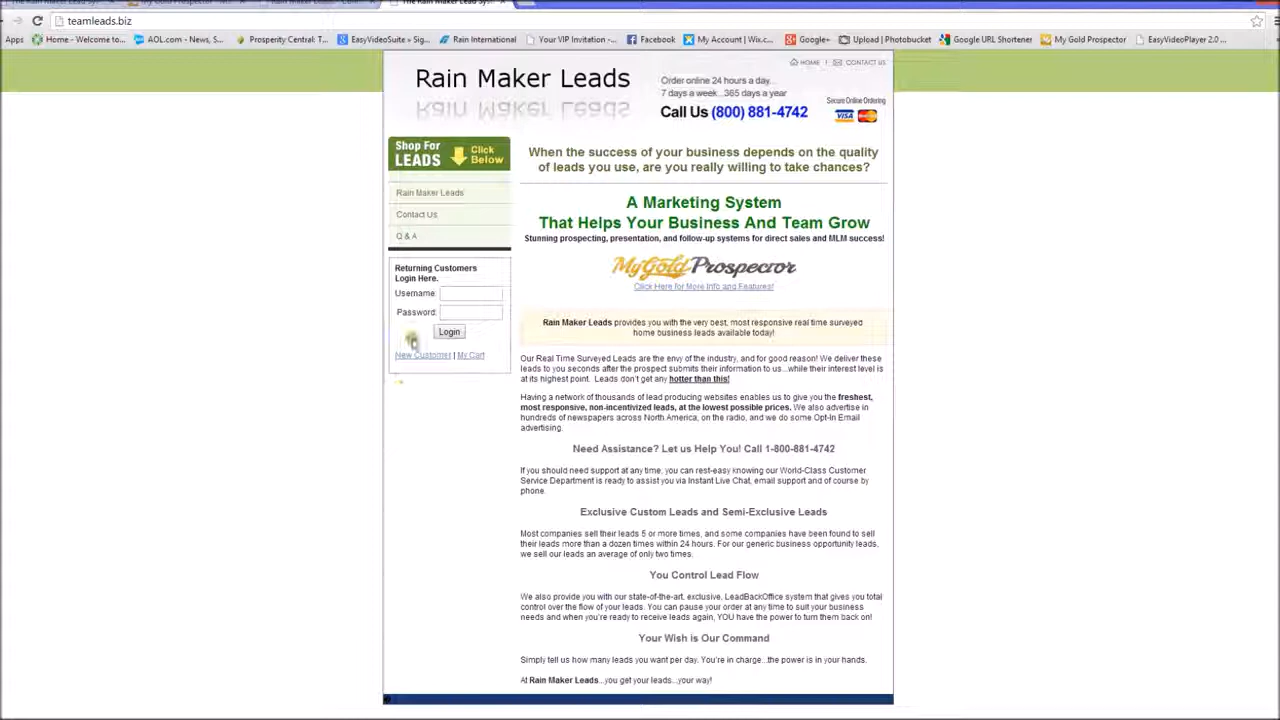 teamleads.biz
Apps Home - Welcome to... AOL.com - News, S... Prosperity Central: T... EasyVideoSuite » Sig... Rain International Your VIP Invitation -... Facebook My Account | Wix.c... Google+ Upload | Photobucket Google URL Shortener My Gold Prospector EasyVideoPlayer 2.0 ...
HOME | CONTACT US
Rain Maker Leads
Order online 24 hours a day...
7 days a week...365 days a year
Call Us (800) 881-4742
Secure Online Ordering
VISA MasterCard
Shop For LEADS
Click Below
Rain Maker Leads
Contact Us
Q & A
Returning Customers
Login Here.
Username:
Password:
Login
New Customer | My Cart
When the success of your business depends on the quality
of leads you use, are you really willing to take chances?
A Marketing System
That Helps Your Business And Team Grow
Stunning prospecting, presentation, and follow-up systems for direct sales and MLM success!
MyGoldProspector
Click Here for More Info and Features!
Rain Maker Leads provides you with the very best, most responsive real time surveyed
home business leads available today!
Our Real Time Surveyed Leads are the envy of the industry, and for good reason! We deliver these
leads to you seconds after the prospect submits their information to us...while their interest level is
at its highest point. Leads don't get any hotter than this!
Having a network of thousands of lead producing websites enables us to give you the freshest,
most responsive, non-incentivized leads, at the lowest possible prices. We also advertise in
hundreds of newspapers across North America, on the radio, and we do some Opt-In Email
advertising.
Need Assistance? Let us Help You! Call 1-800-881-4742
If you should need support at any time, you can rest-easy knowing our World-Class Customer
Service Department is ready to assist you via Instant Live Chat, email support and of course by
phone.
Exclusive Custom Leads and Semi-Exclusive Leads
Most companies sell their leads 5 or more times, and some companies have been found to sell
their leads more than a dozen times within 24 hours. For our generic business opportunity leads,
we sell our leads an average of only two times.
You Control Lead Flow
We also provide you with our state-of-the-art, exclusive, LeadBackOffice system that gives you total
control over the flow of your leads. You can pause your order at any time to suit your business
needs and when you're ready to receive leads again, YOU have the power to turn them back on!
Your Wish is Our Command
Simply tell us how many leads you want per day. You're in charge...the power is in your hands.
At Rain Maker Leads...you get your leads...your way!